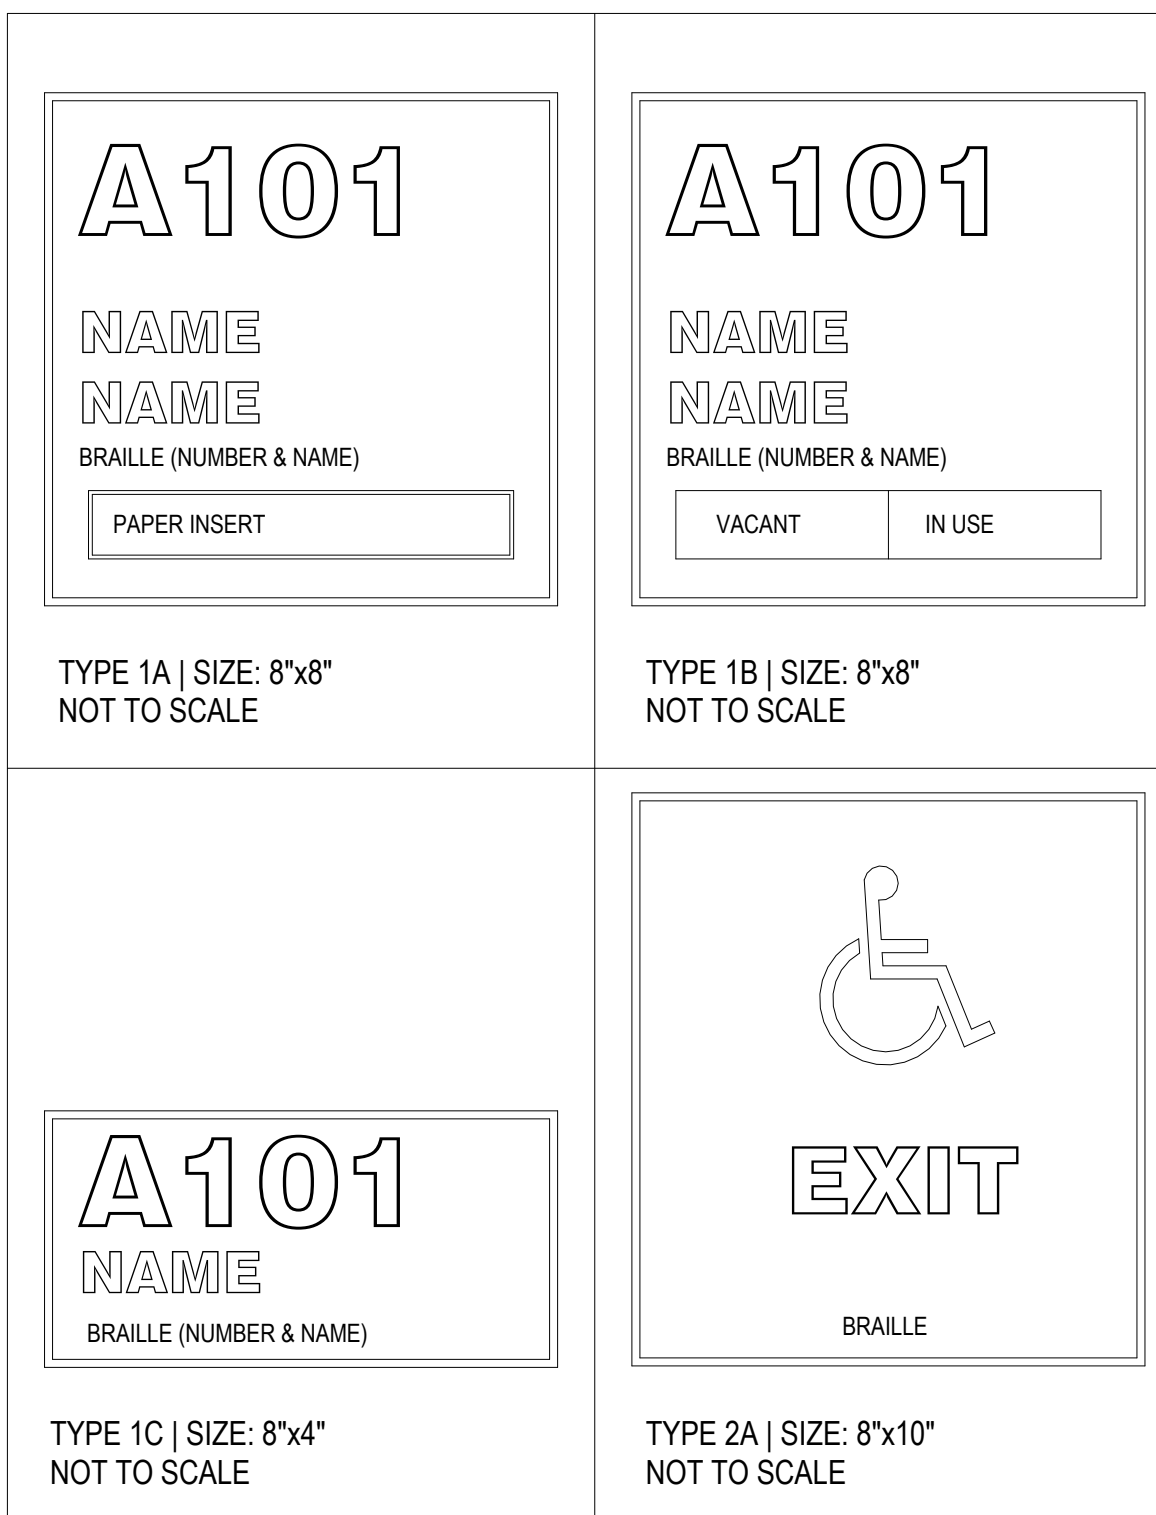 A101
NAME
NAME
BRAILLE (NUMBER & NAME)
PAPER INSERT
TYPE 1A | SIZE: 8"x8"
NOT TO SCALE
A101
NAME
NAME
BRAILLE (NUMBER & NAME)
VACANT IN USE
TYPE 1B | SIZE: 8"x8"
NOT TO SCALE
A101
NAME
BRAILLE (NUMBER & NAME)
TYPE 1C | SIZE: 8"x4"
NOT TO SCALE
EXIT
BRAILLE
TYPE 2A | SIZE: 8"x10"
NOT TO SCALE